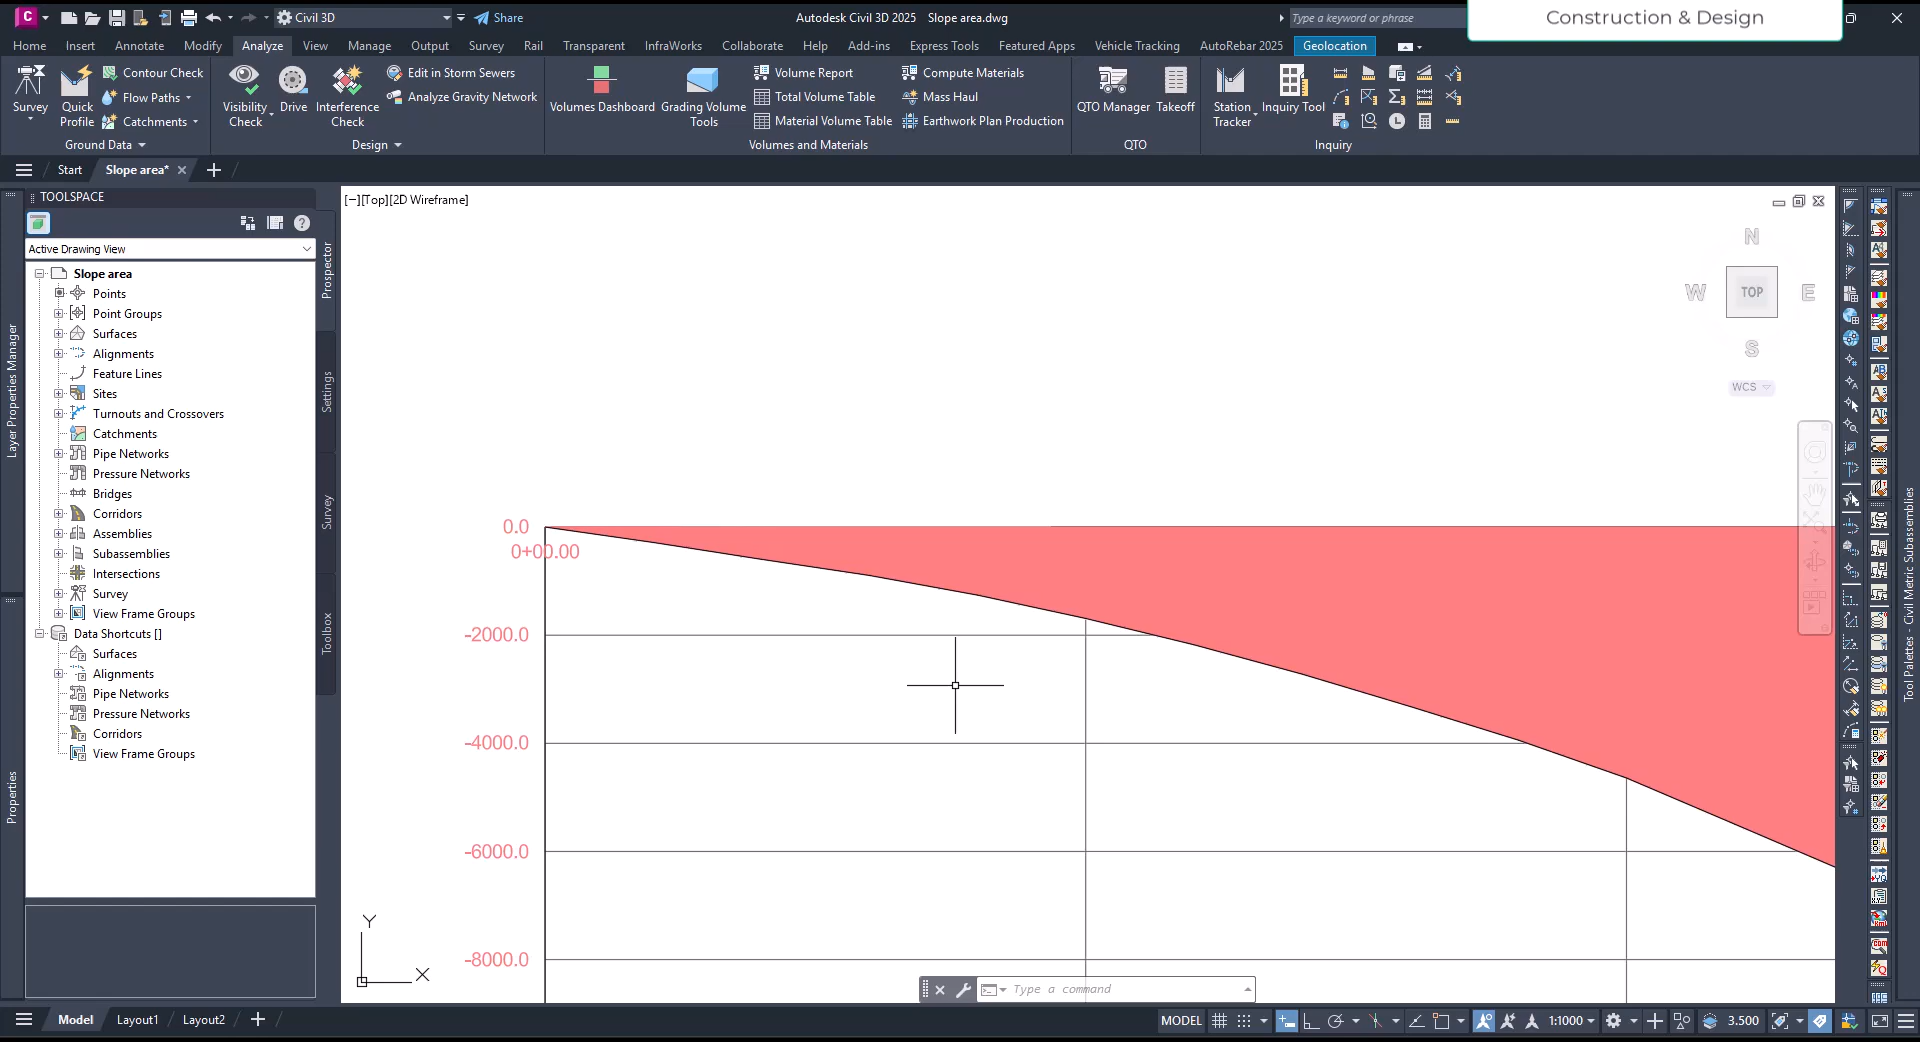 C
Civil 3D
Share
Autodesk Civil 3D 2025 Slope area.dwg
Type a keyword or phrase
Construction & Design
Home Insert Annotate Modify Analyze View Manage Output Survey Rail Transparent InfraWorks Collaborate Help Add-ins Express Tools Featured Apps Vehicle Tracking AutoRebar 2025 Geolocation
Survey
Quick Profile
Contour Check
Flow Paths
Catchments
Ground Data
Visibility Check
Drive
Interference Check
Edit in Storm Sewers
Analyze Gravity Network
Design
Volumes Dashboard
Grading Volume Tools
Volume Report
Total Volume Table
Material Volume Table
Compute Materials
Mass Haul
Earthwork Plan Production
Volumes and Materials
QTO Manager
Takeoff
QTO
Station Tracker
Inquiry Tool
Inquiry
Start
Slope area*
TOOLSPACE
Active Drawing View
Slope area
Points
Point Groups
Surfaces
Alignments
Feature Lines
Sites
Turnouts and Crossovers
Catchments
Pipe Networks
Pressure Networks
Bridges
Corridors
Assemblies
Subassemblies
Intersections
Survey
View Frame Groups
Data Shortcuts []
Surfaces
Alignments
Pipe Networks
Pressure Networks
Corridors
View Frame Groups
Layer Properties Manager
Properties
Prospector
Settings
Survey
Toolbox
[−][Top][2D Wireframe]
N
W
TOP
E
S
WCS
0.0
0+00.00
-2000.0
-4000.0
-6000.0
-8000.0
Y
X
Type a command
Tool Palettes - Civil Metric Subassemblies
Model
Layout1
Layout2
MODEL
1:1000
3.500